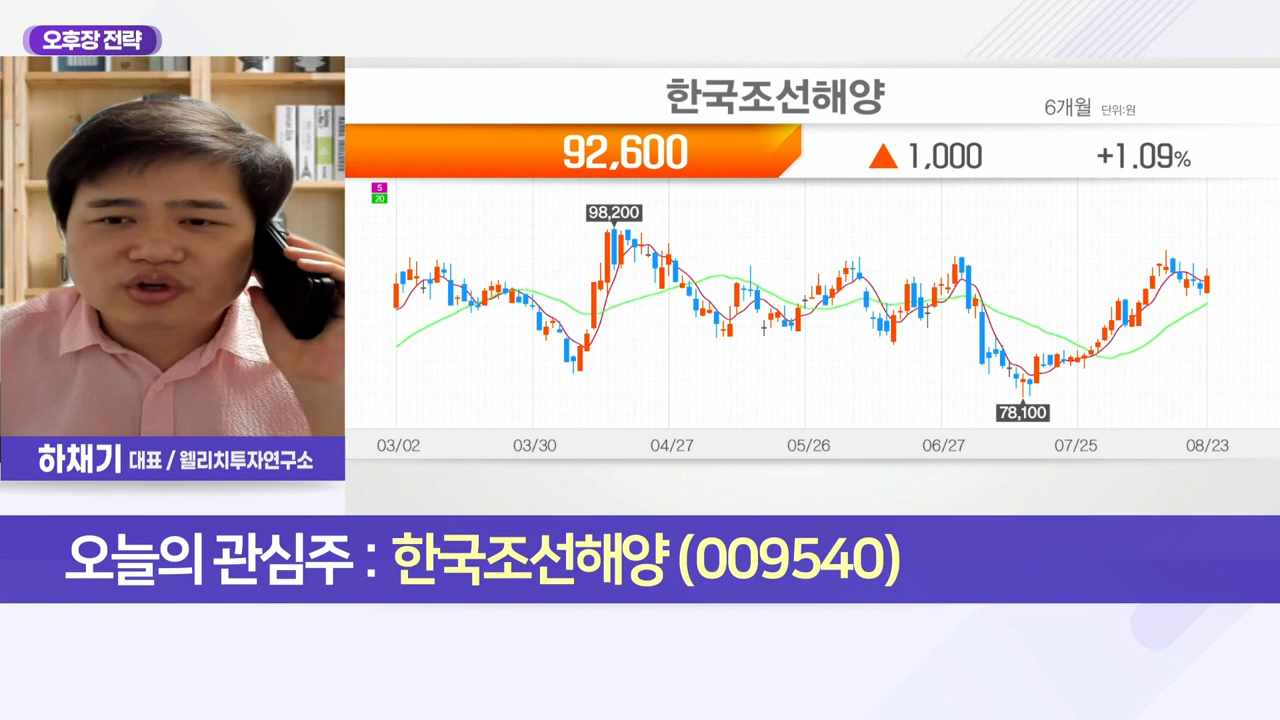 오후장 전략
한국조선해양
6개월 단위:원
92,600 ▲ 1,000 +1.09%
5
20
98,200
78,100
03/02 03/30 04/27 05/26 06/27 07/25 08/23
하채기 대표 / 웰리치투자연구소
오늘의 관심주 : 한국조선해양 (009540)